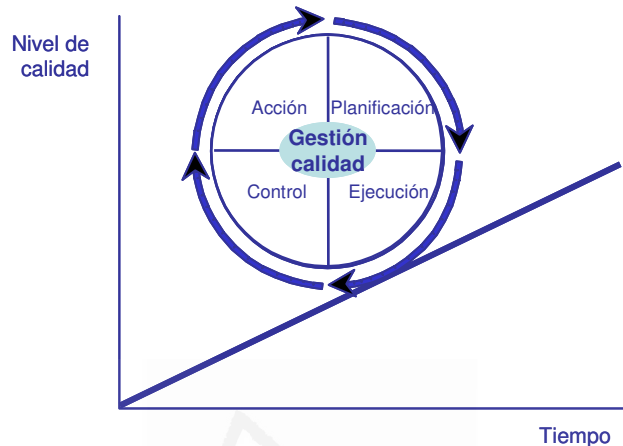 Nivel de
calidad
Acción
Planificación
Gestión
calidad
Control
Ejecución
Tiempo